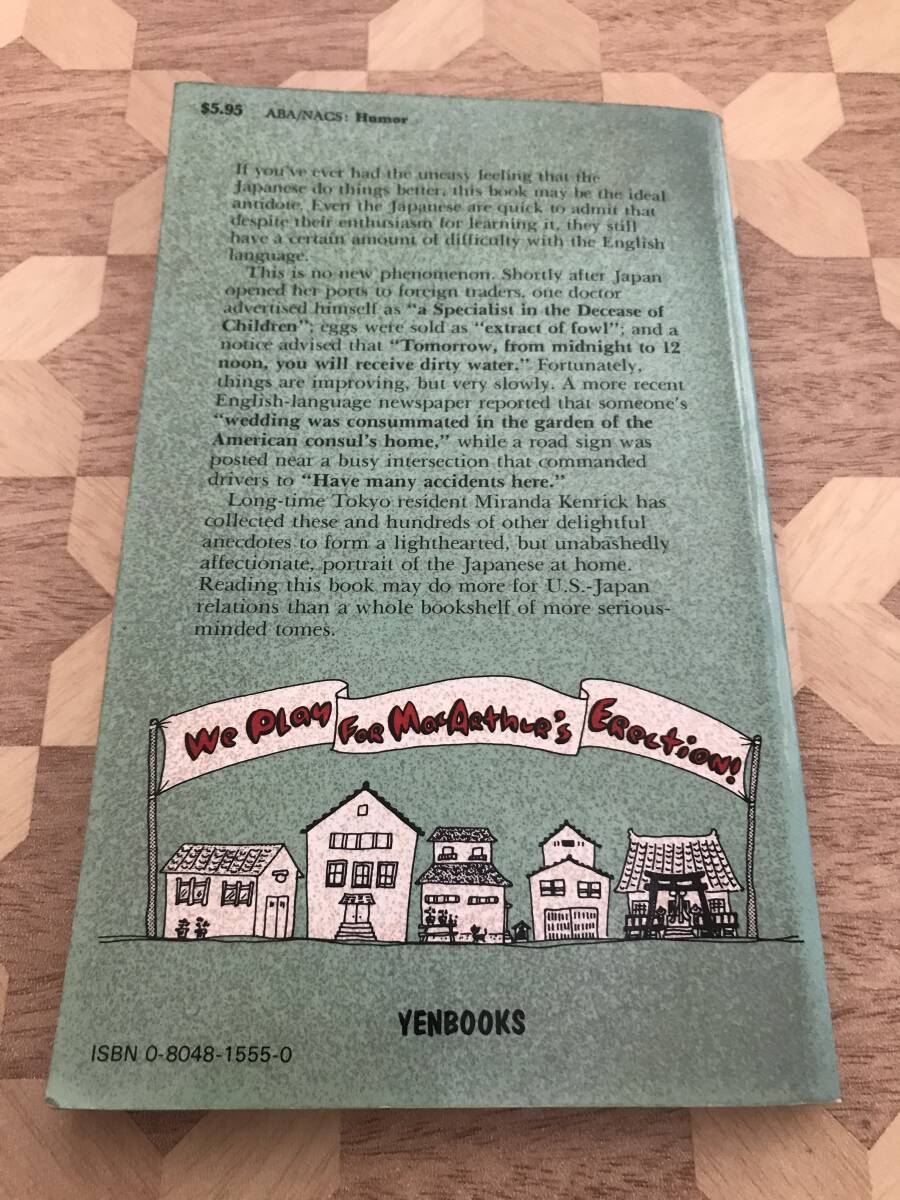 $5.95 ABA/NACS: Humor
If you've ever had the uneasy feeling that the
Japanese do things better, this book may be the ideal
antidote. Even the Japanese are quick to admit that
despite their enthusiasm for learning it, they still
have a certain amount of difficulty with the English
language.
This is no new phenomenon. Shortly after Japan
opened her ports to foreign traders, one doctor
advertised himself as "a Specialist in the Decease of
Children"; eggs were sold as "extract of fowl"; and a
notice advised that "Tomorrow, from midnight to 12
noon, you will receive dirty water." Fortunately,
things are improving, but very slowly. A more recent
English-language newspaper reported that someone's
"wedding was consummated in the garden of the
American consul's home," while a road sign was
posted near a busy intersection that commanded
drivers to "Have many accidents here."
Long-time Tokyo resident Miranda Kenrick has
collected these and hundreds of other delightful
anecdotes to form a lighthearted, but unabashedly
affectionate, portrait of the Japanese at home.
Reading this book may do more for U.S.-Japan
relations than a whole bookshelf of more serious-
minded tomes.
We Play For MacArthur's Erection!
YENBOOKS
ISBN 0-8048-1555-0